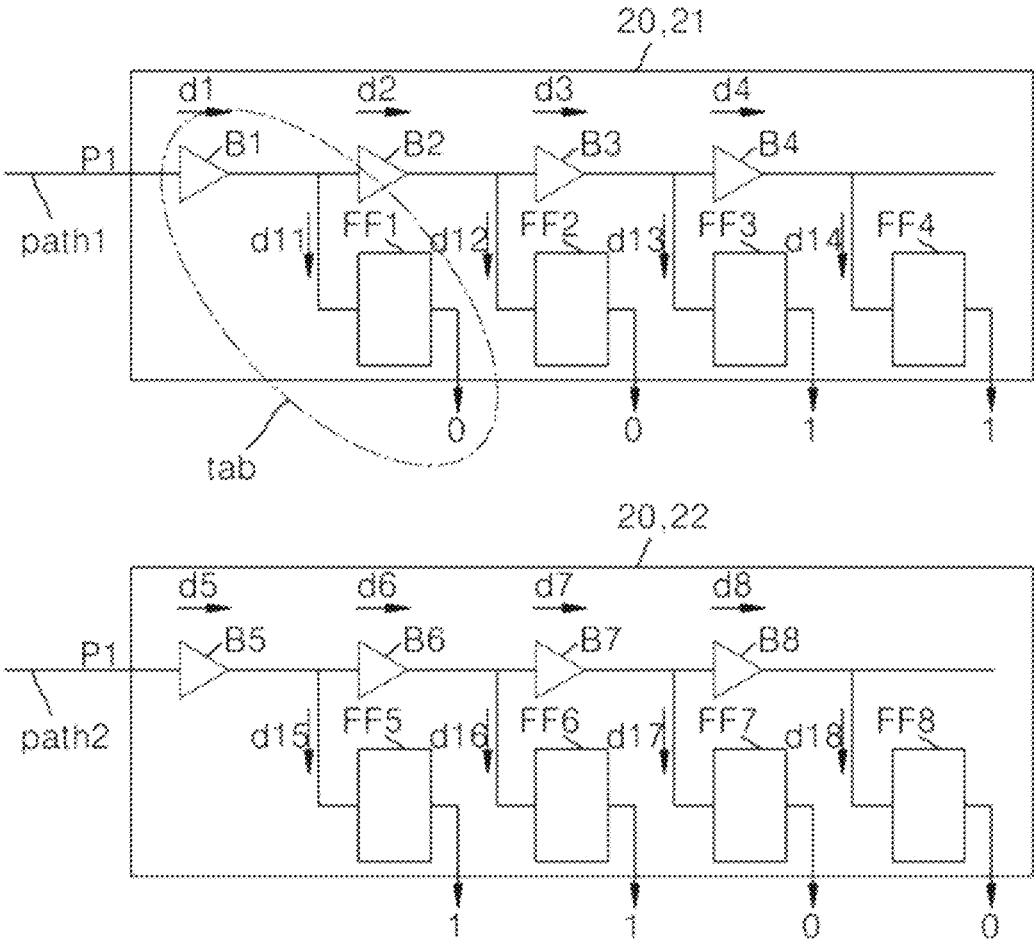 20,21
d1 d2 d3 d4
P1 B1 B2 B3 B4
path1 d11 FF1 d12 FF2 d13 FF3 d14 FF4
0 0 1 1
tab
20,22
d5 d6 d7 d8
P1 B5 B6 B7 B8
path2 d15 FF5 d16 FF6 d17 FF7 d18 FF8
1 1 0 0